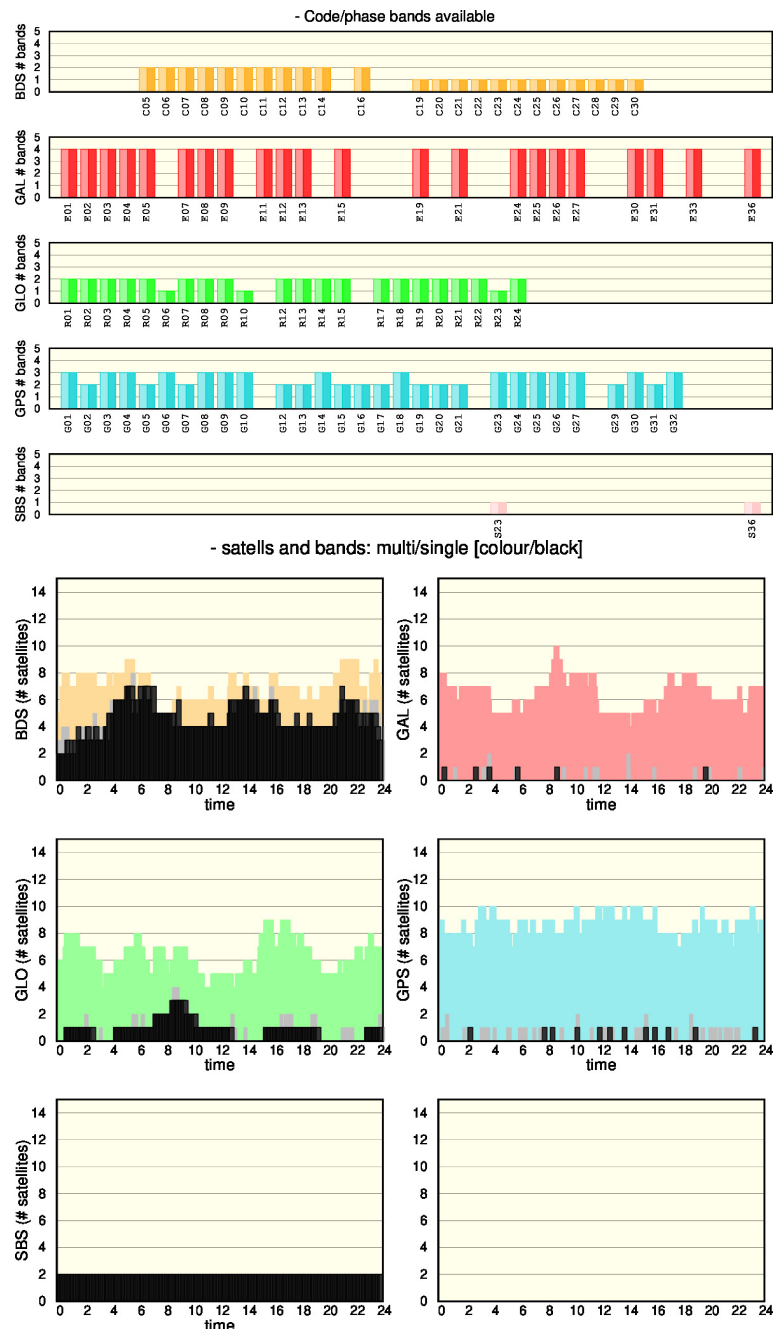 - Code/phase bands available
BDS # bands
5
4
3
2
1
0
C05 C06 C07 C08 C09 C10 C11 C12 C13 C14 C16 C19 C20 C21 C22 C23 C24 C25 C26 C27 C28 C29 C30
GAL # bands
5
4
3
2
1
0
E01 E02 E03 E04 E05 E07 E08 E09 E11 E12 E13 E15 E19 E21 E24 E25 E26 E27 E30 E31 E33 E36
GLO # bands
5
4
3
2
1
0
R01 R02 R03 R04 R05 R06 R07 R08 R09 R10 R12 R13 R14 R15 R17 R18 R19 R20 R21 R22 R23 R24
GPS # bands
5
4
3
2
1
0
G01 G02 G03 G04 G05 G06 G07 G08 G09 G10 G12 G13 G14 G15 G16 G17 G18 G19 G20 G21 G23 G24 G25 G26 G27 G29 G30 G31 G32
SBS # bands
5
4
3
2
1
0
S23 S36
- satells and bands: multi/single [colour/black]
BDS (# satellites)
14
12
10
8
6
4
2
0
0 2 4 6 8 10 12 14 16 18 20 22 24
time
GAL (# satellites)
14
12
10
8
6
4
2
0
0 2 4 6 8 10 12 14 16 18 20 22 24
time
GLO (# satellites)
14
12
10
8
6
4
2
0
0 2 4 6 8 10 12 14 16 18 20 22 24
time
GPS (# satellites)
14
12
10
8
6
4
2
0
0 2 4 6 8 10 12 14 16 18 20 22 24
time
SBS (# satellites)
14
12
10
8
6
4
2
0
0 2 4 6 8 10 12 14 16 18 20 22 24
time
14
12
10
8
6
4
2
0
0 2 4 6 8 10 12 14 16 18 20 22 24